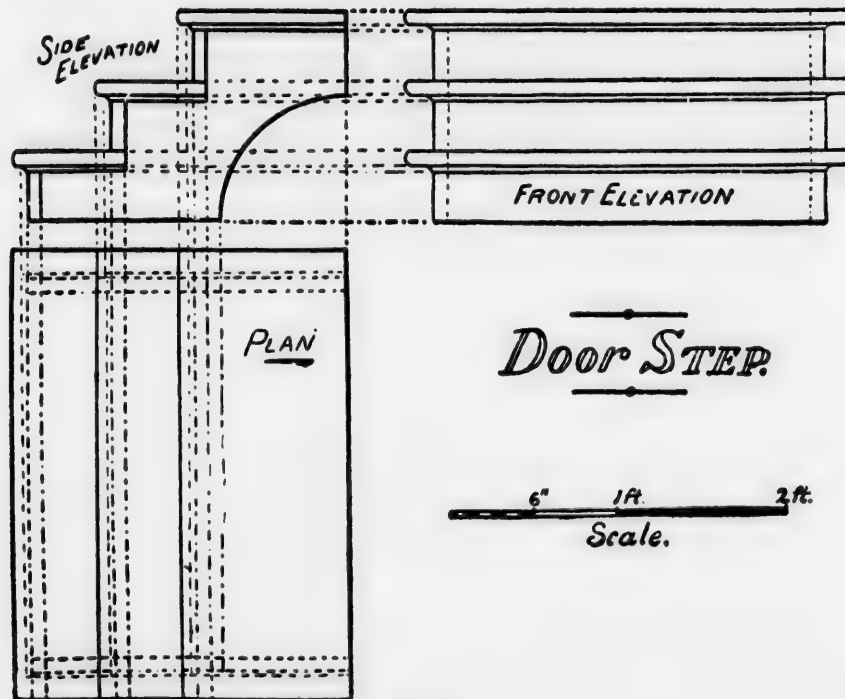 SIDE
ELEVATION
FRONT ELEVATION
PLAN
Door STEP.
6" 1ft. 2ft.
Scale.